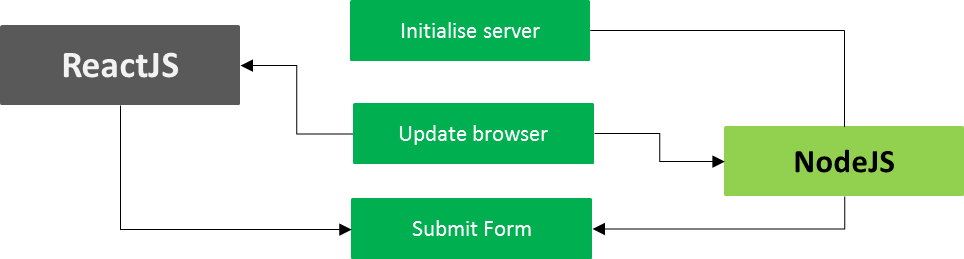 Initialise server
ReactJS
Update browser
NodeJS
Submit Form